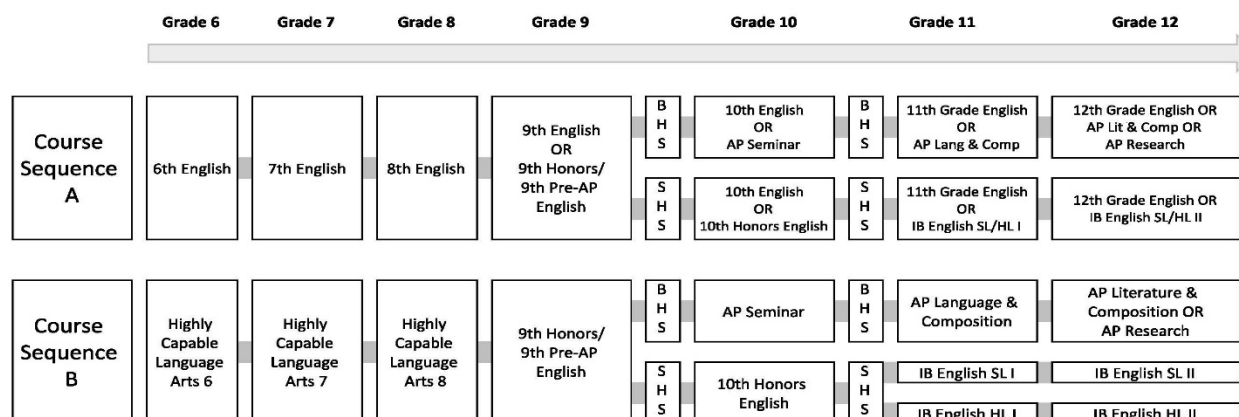 Grade 6 Grade 7 Grade 8 Grade 9 Grade 10 Grade 11 Grade 12
Course
Sequence
A
6th English
7th English
8th English
9th English
OR
9th Honors/
9th Pre-AP
English
B
H
S
10th English
OR
AP Seminar
B
H
S
11th Grade English
OR
AP Lang & Comp
12th Grade English OR
AP Lit & Comp OR
AP Research
S
H
S
10th English
OR
10th Honors English
S
H
S
11th Grade English
OR
IB English SL/HL I
12th Grade English OR
IB English SL/HL II
Course
Sequence
B
Highly
Capable
Language
Arts 6
Highly
Capable
Language
Arts 7
Highly
Capable
Language
Arts 8
9th Honors/
9th Pre-AP
English
B
H
S
AP Seminar
B
H
S
AP Language &
Composition
AP Literature &
Composition OR
AP Research
S
H
S
10th Honors
English
S
H
S
IB English SL I
IB English SL II
IB English HL I
IB English HL II